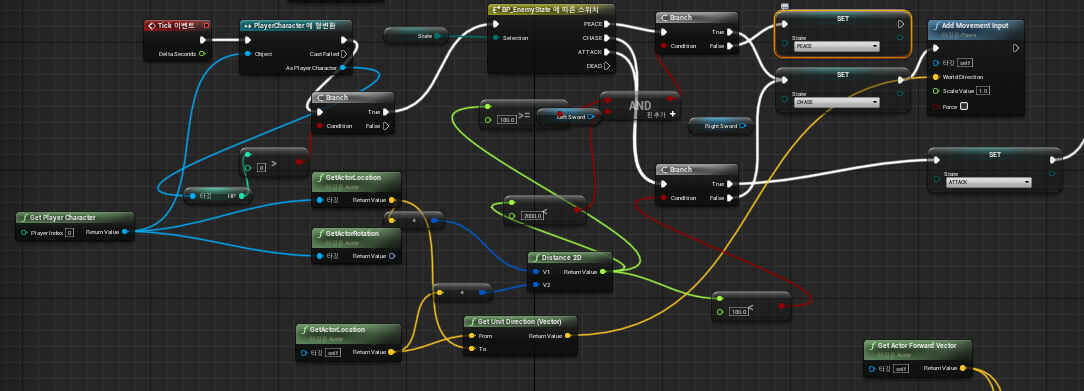 Tick 이벤트
Delta Seconds
PlayerCharacter 에 형변환
Object
Cast Failed
As Player Character
State
BP_EnemyState 에 따른 스위치
Selection
PEACE
CHASE
ATTACK
DEAD
Branch
Condition
True
False
SET
State
PEACE
SET
State
CHASE
Add Movement Input
타깃은 Pawn
타깃
self
World Direction
Scale Value
1.0
Force
Branch
Condition
True
False
180.0
>=
Left Sword
AND
핀 추가 +
Right Sword
0
>
타깃
HP
GetActorLocation
타깃은 Actor
타깃
Return Value
Get Player Character
Player Index
0
Return Value
GetActorRotation
타깃은 Actor
타깃
Return Value
2000.0
<
Branch
Condition
True
False
SET
State
ATTACK
Distance 2D
V1
V2
Return Value
180.0
<
GetActorLocation
타깃은 Actor
타깃
self
Return Value
Get Unit Direction (Vector)
From
To
Return Value
Get Actor Forward Vector
타깃은 Actor
타깃
self
Return Value